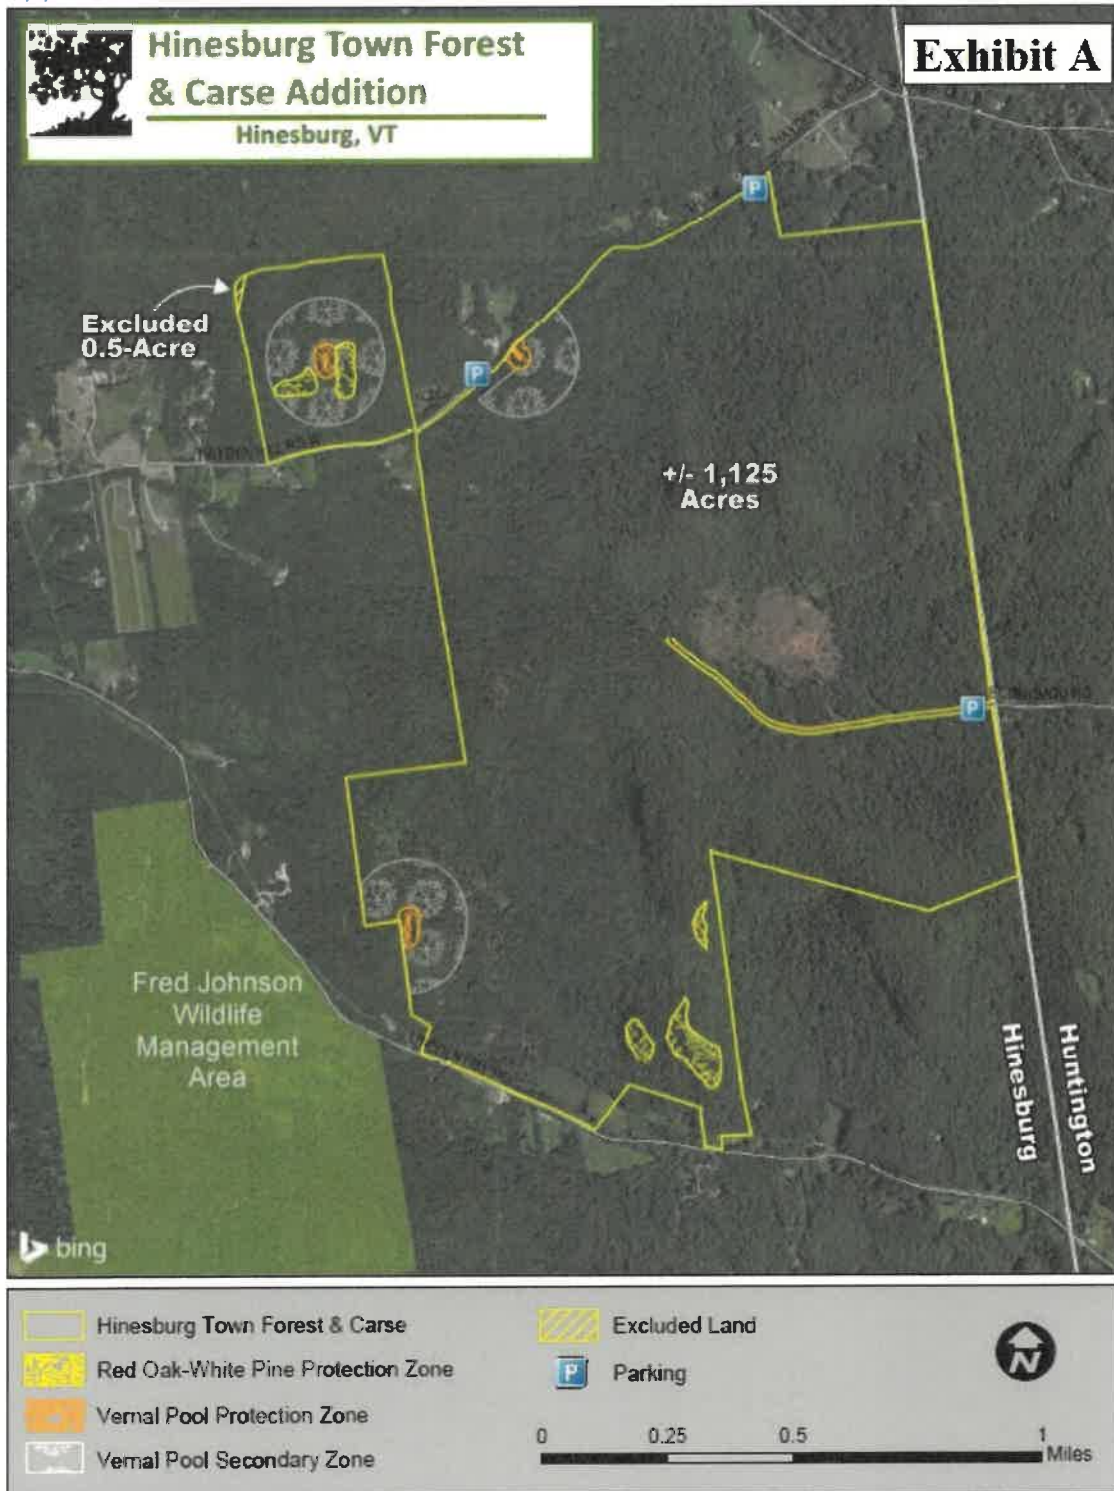 Hinesburg Town Forest
& Carse Addition
Hinesburg, VT
Exhibit A
P
Excluded
0.5-Acre
P
+/- 1,125
Acres
P
Fred Johnson
Wildlife
Management
Area
Hinesburg
Huntington
bing
Hinesburg Town Forest & Carse
Red Oak-White Pine Protection Zone
Vernal Pool Protection Zone
Vernal Pool Secondary Zone
Excluded Land
P Parking
N
0 0.25 0.5 1
Miles